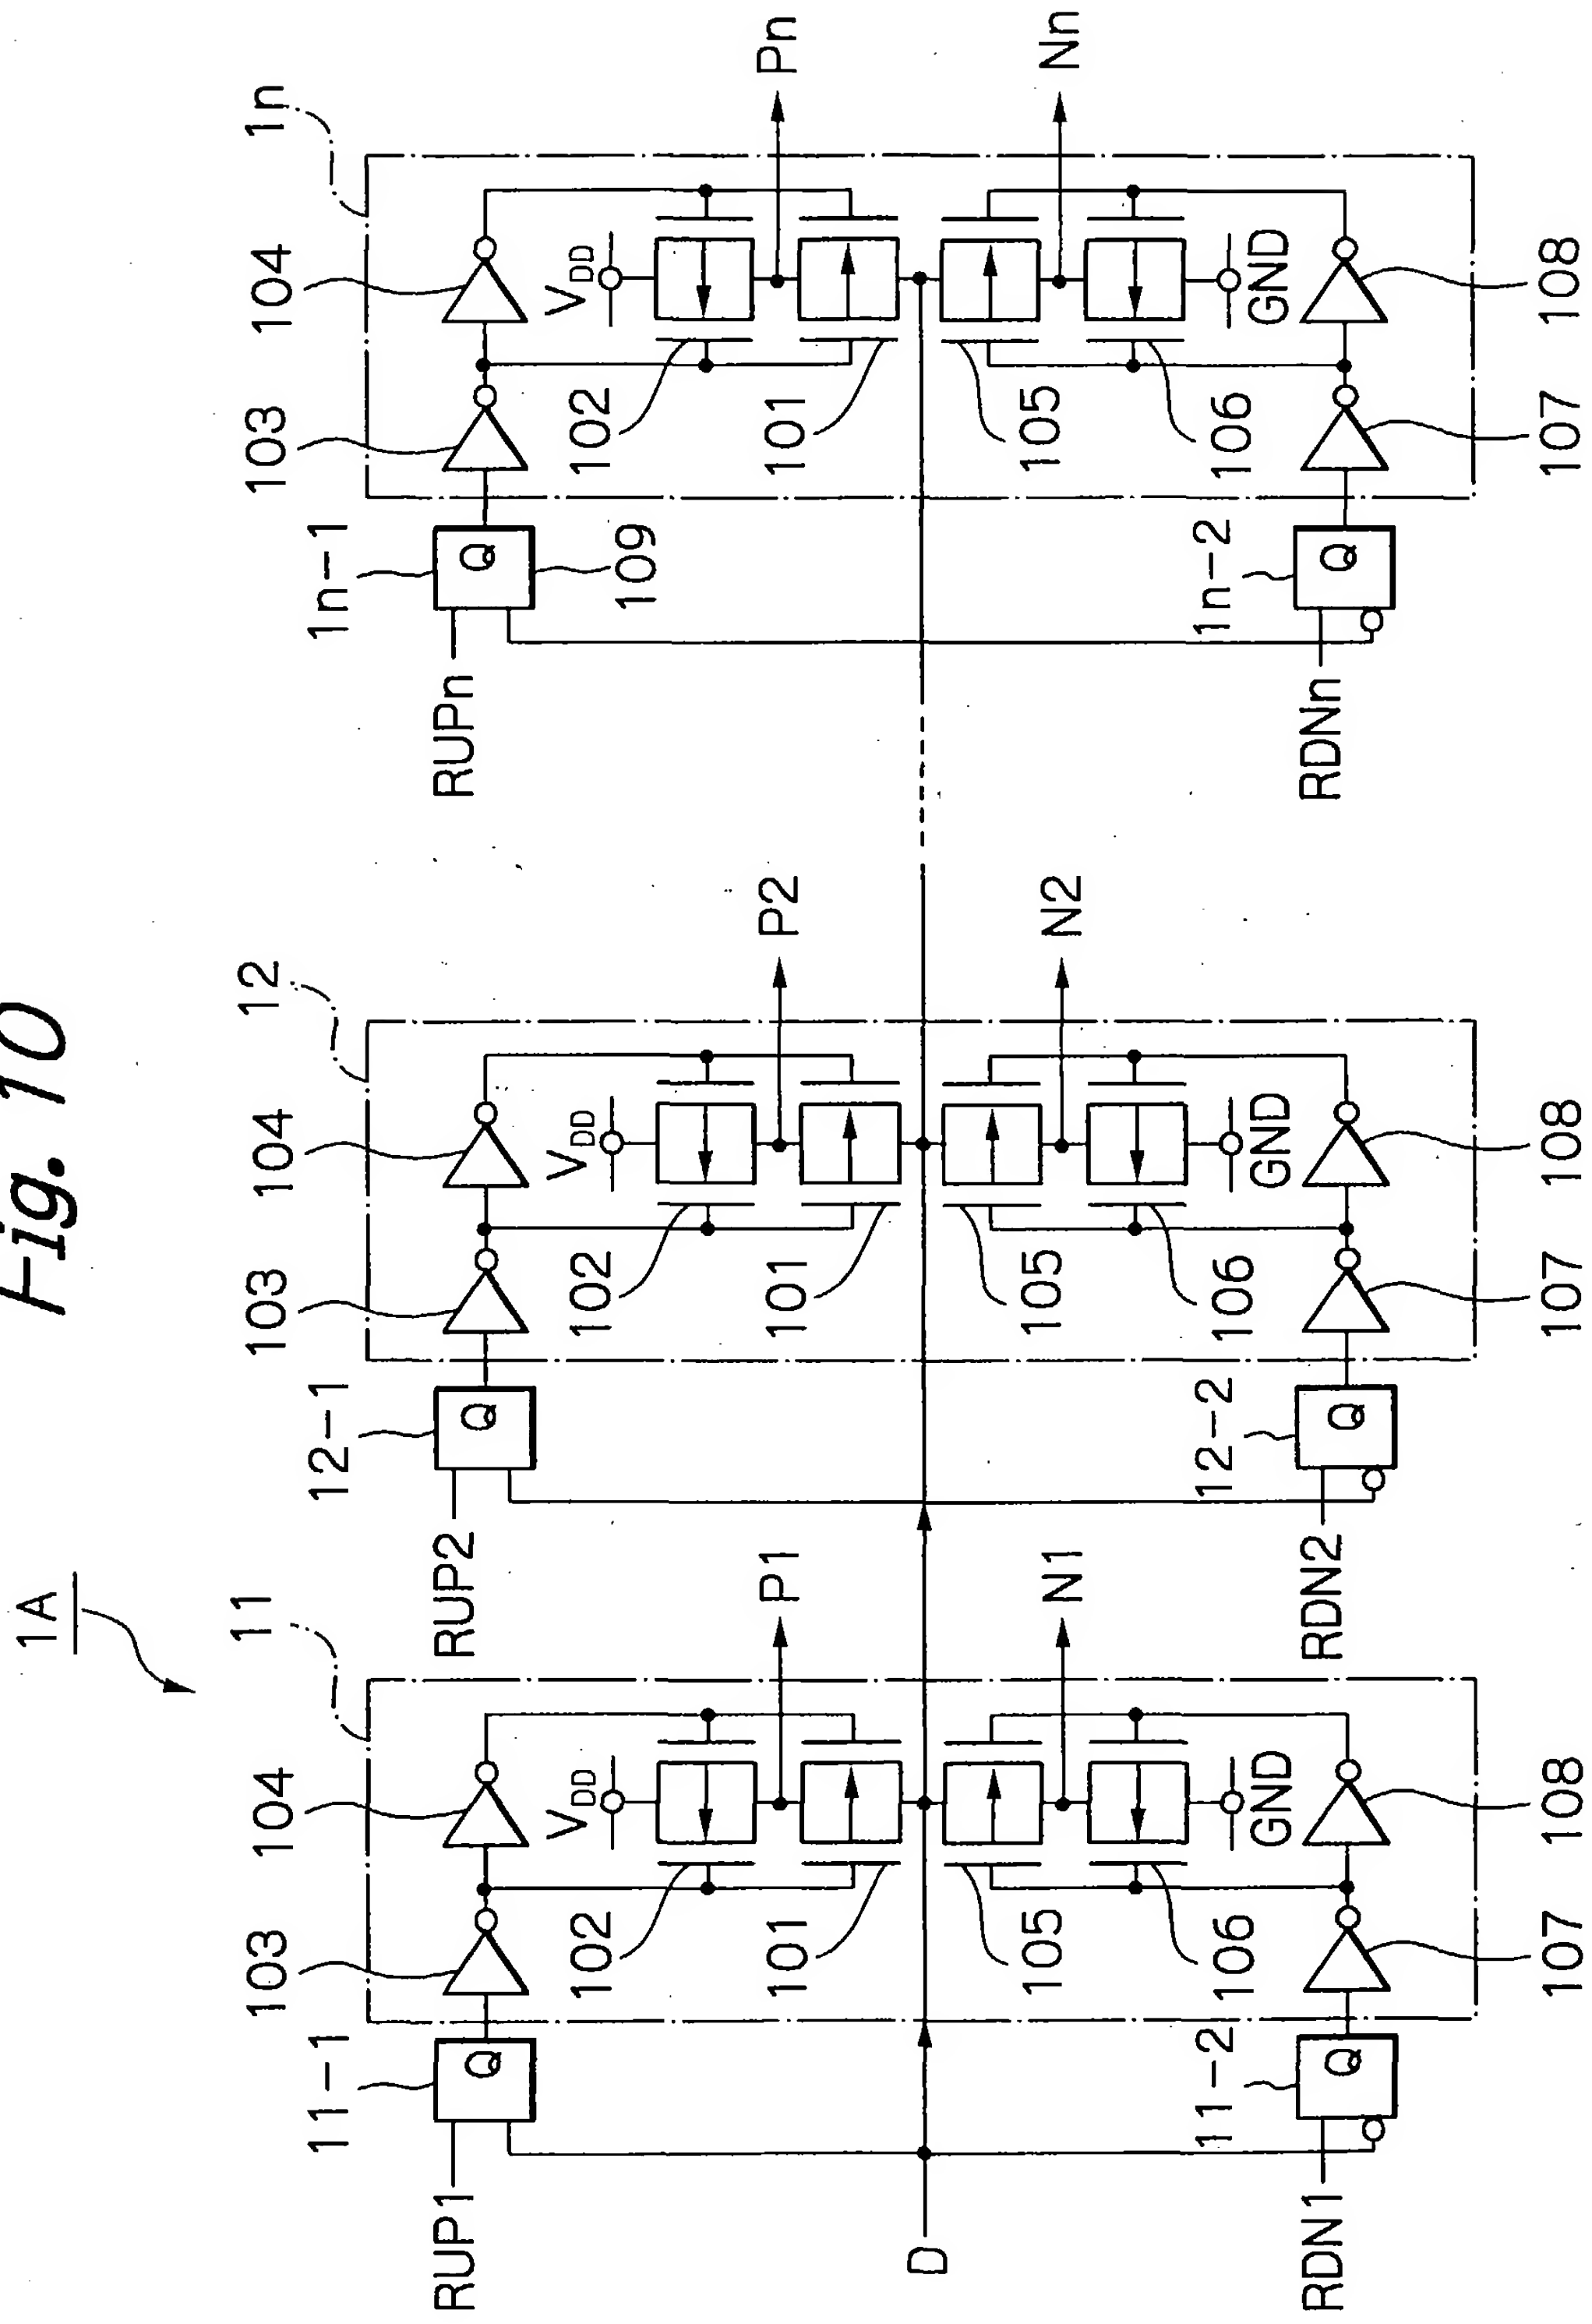 Fig. 10
1A
11
12
1n
11-1
103
104
12-1
103
104
1n-1
103
104
RUP1
Q
RUP2
Q
RUPn
Q
109
VDD
VDD
VDD
102
P1
102
P2
102
Pn
101
101
101
D
105
N1
105
N2
105
Nn
106
106
106
GND
GND
GND
11-2
12-2
1n-2
RDN1
Q
RDN2
Q
RDNn
Q
107
108
107
108
107
108